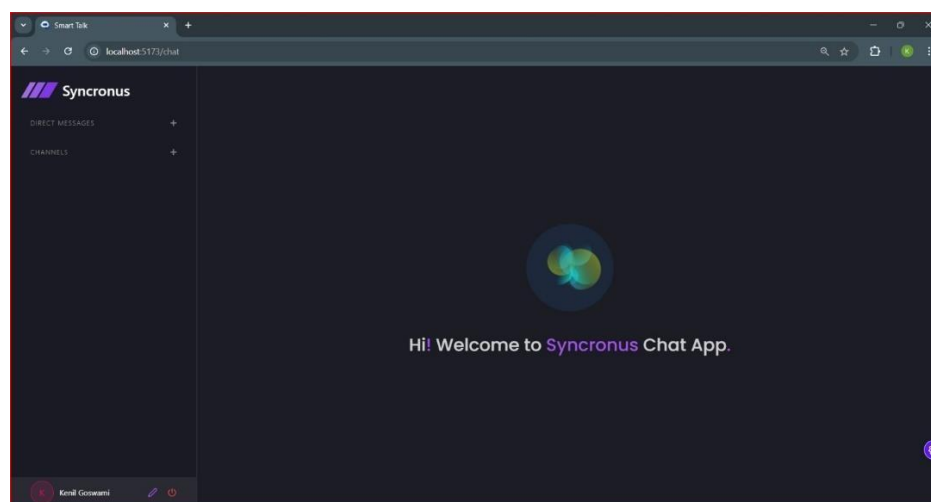 Smart Talk
localhost:5173/chat
K
Syncronus
DIRECT MESSAGES +
CHANNELS +
Hi! Welcome to Syncronus Chat App.
K Kenil Goswami